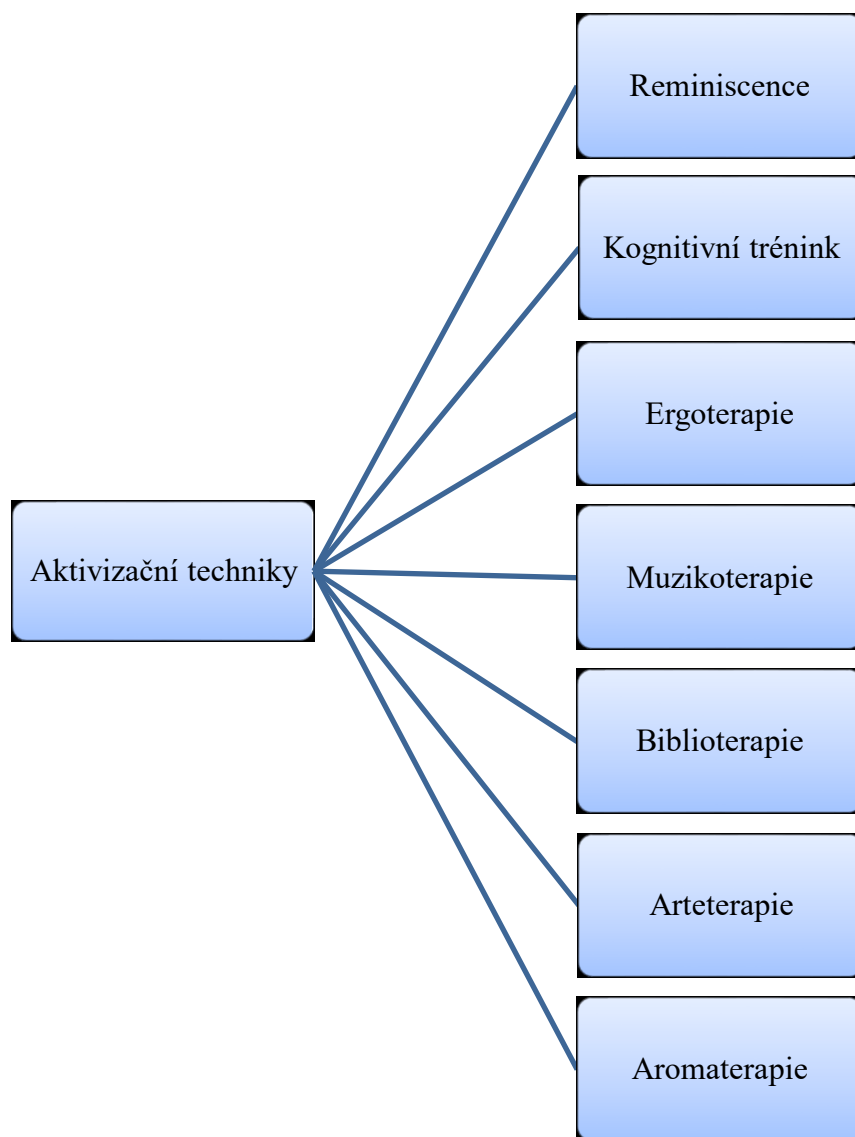 Reminiscence
Kognitivní trénink
Ergoterapie
Aktivizační techniky
Muzikoterapie
Biblioterapie
Arteterapie
Aromaterapie